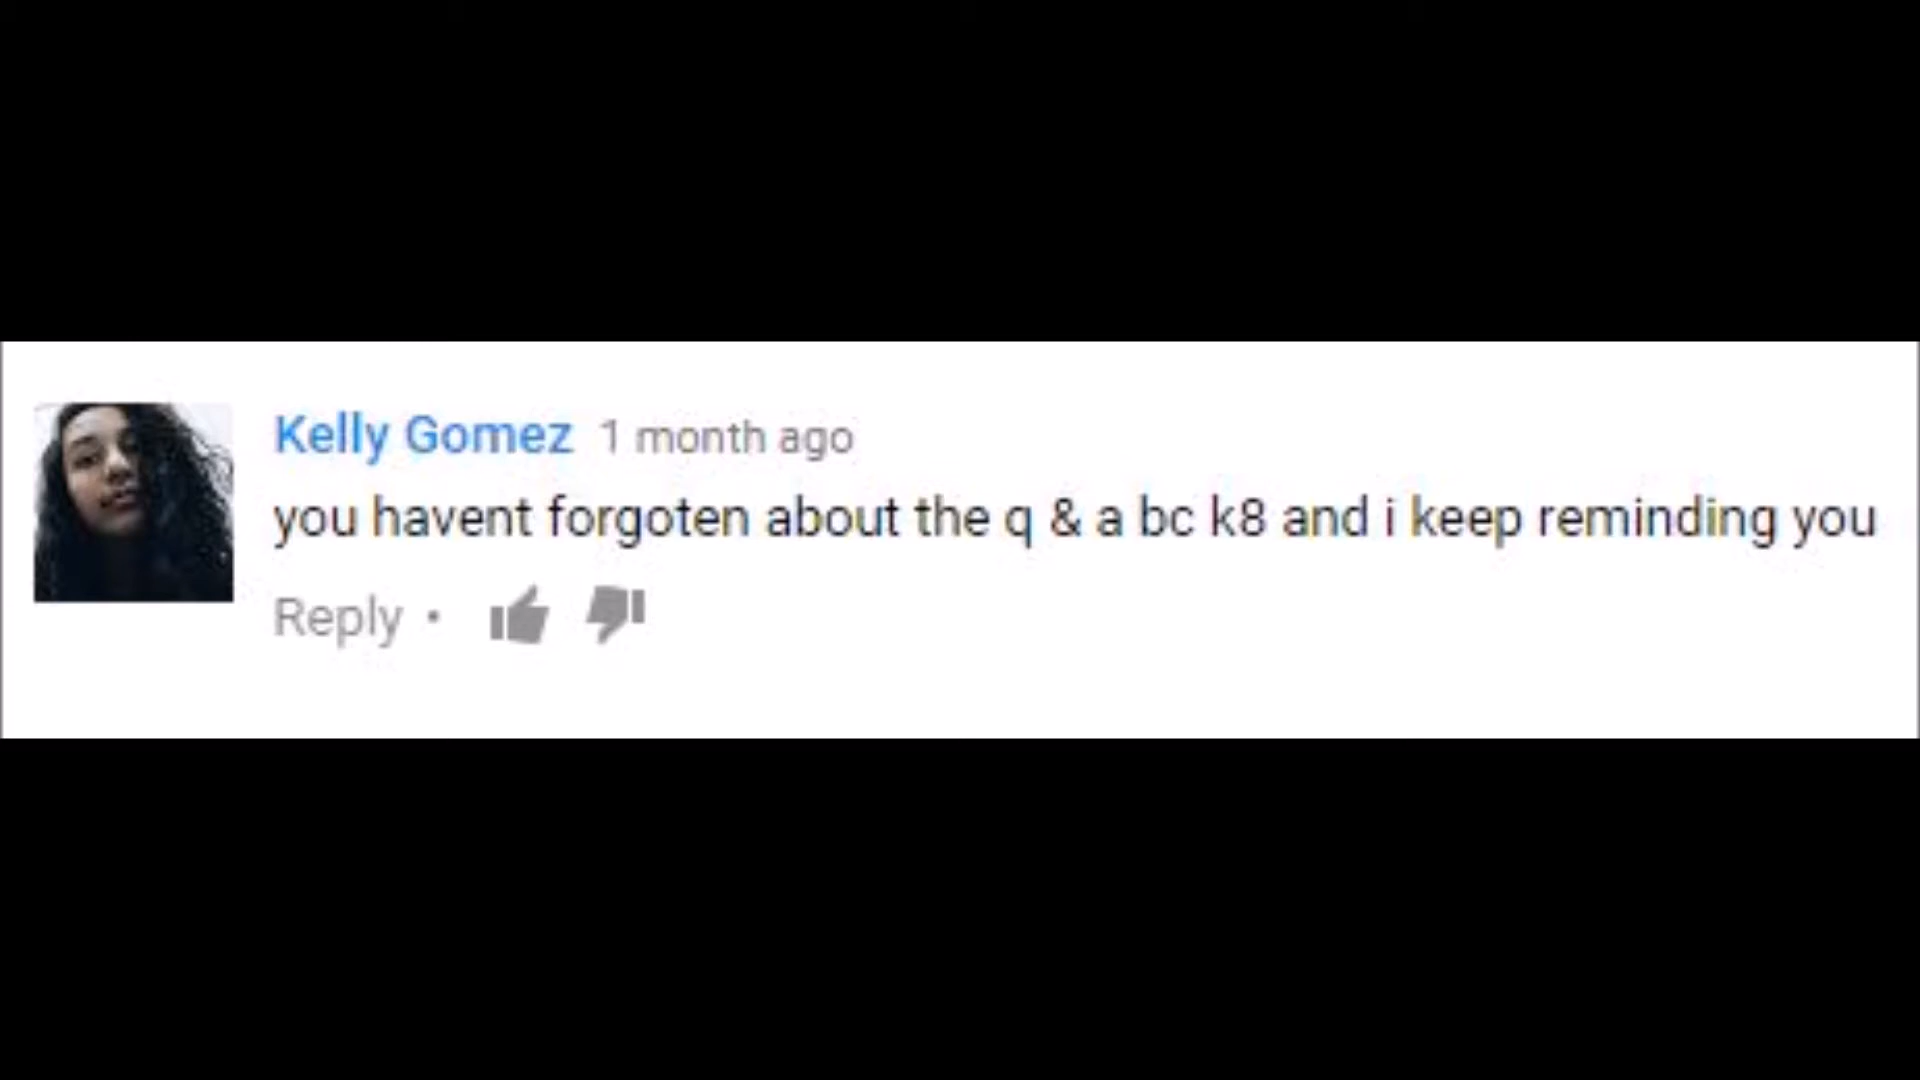 Kelly Gomez 1 month ago
you havent forgoten about the q & a bc k8 and i keep reminding you
Reply •